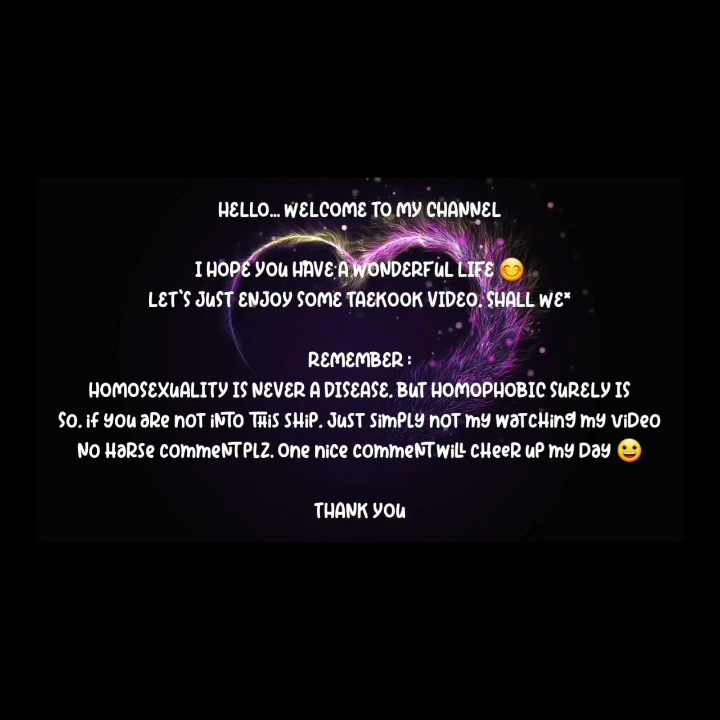 HELLO... WELCOME TO MY CHANNEL
I HOPE YOU HAVE A WONDERFUL LIFE 😊
LET'S JUST ENJOY SOME TAEKOOK VIDEO. SHALL WE*
REMEMBER :
HOMOSEXUALITY IS NEVER A DISEASE. BUT HOMOPHOBIC SURELY IS
So. if you aRe noT iNTo THis sHiP. JusT simPLy noT my waTcHing my viDeo
No HaRse commeNT PLZ. One nice commeNT wiLL cHeeR uP my Day 😀
THANK YOU